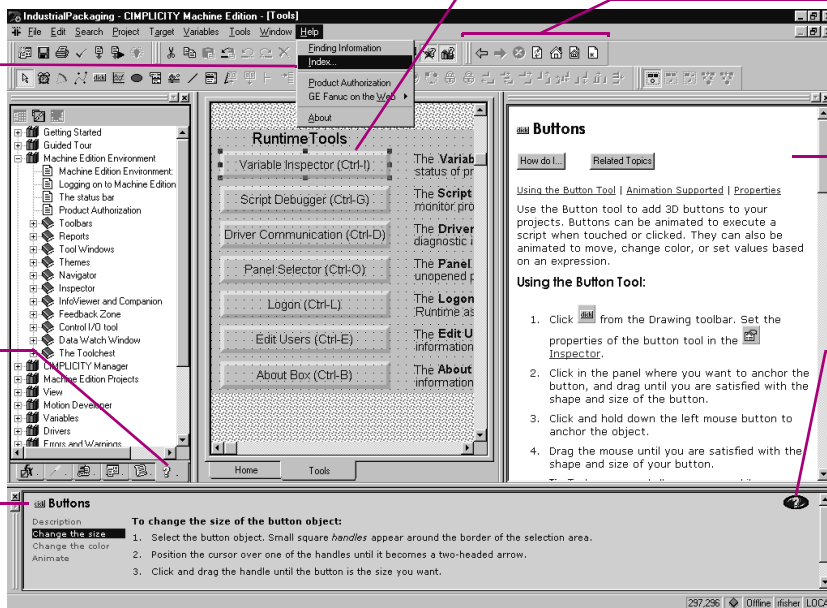 IndustrialPackaging - CIMPLICITY Machine Edition - [Tools]
File Edit Search Project Target Variables Tools Window Help
Finding Information
Index...
Product Authorization
GE Fanuc on the Web
About
Getting Started
Guided Tour
Machine Edition Environment
Machine Edition Environment:
Logging on to Machine Edition
The status bar
Product Authorization
Toolbars
Reports
Tool Windows
Themes
Navigator
Inspector
InfoViewer and Companion
Feedback Zone
Control I/O tool
Data Watch Window
The Toolchest
CIMPLICITY Manager
Machine Edition Projects
View
Motion Developer
Variables
Drivers
Errors and Warnings
RuntimeTools
Variable Inspector (Ctrl-I)
The Variab
status of pr
Script Debugger (Ctrl-G)
The Script
monitor pro
Driver Communication (Ctrl-D)
The Driver
diagnostic i
Panel Selector (Ctrl-O)
The Panel
unopened p
Logon (Ctrl-L)
The Logon
Runtime as
Edit Users (Ctrl-E)
The Edit U
information
About Box (Ctrl-B)
The About
information
Home Tools
Buttons
How do I... Related Topics
Using the Button Tool | Animation Supported | Properties
Use the Button tool to add 3D buttons to your
projects. Buttons can be animated to execute a
script when touched or clicked. They can also be
animated to move, change color, or set values based
on an expression.
Using the Button Tool:
1. Click from the Drawing toolbar. Set the
properties of the button tool in the
Inspector.
2. Click in the panel where you want to anchor the
button, and drag until you are satisfied with the
shape and size of the button.
3. Click and hold down the left mouse button to
anchor the object.
4. Drag the mouse until you are satisfied with the
shape and size of your button.
Buttons
Description
Change the size
Change the color
Animate
To change the size of the button object:
1. Select the button object. Small square handles appear around the border of the selection area.
2. Position the cursor over one of the handles until it becomes a two-headed arrow.
3. Click and drag the handle until the button is the size you want.
297,296 Offline rfisher LOCA